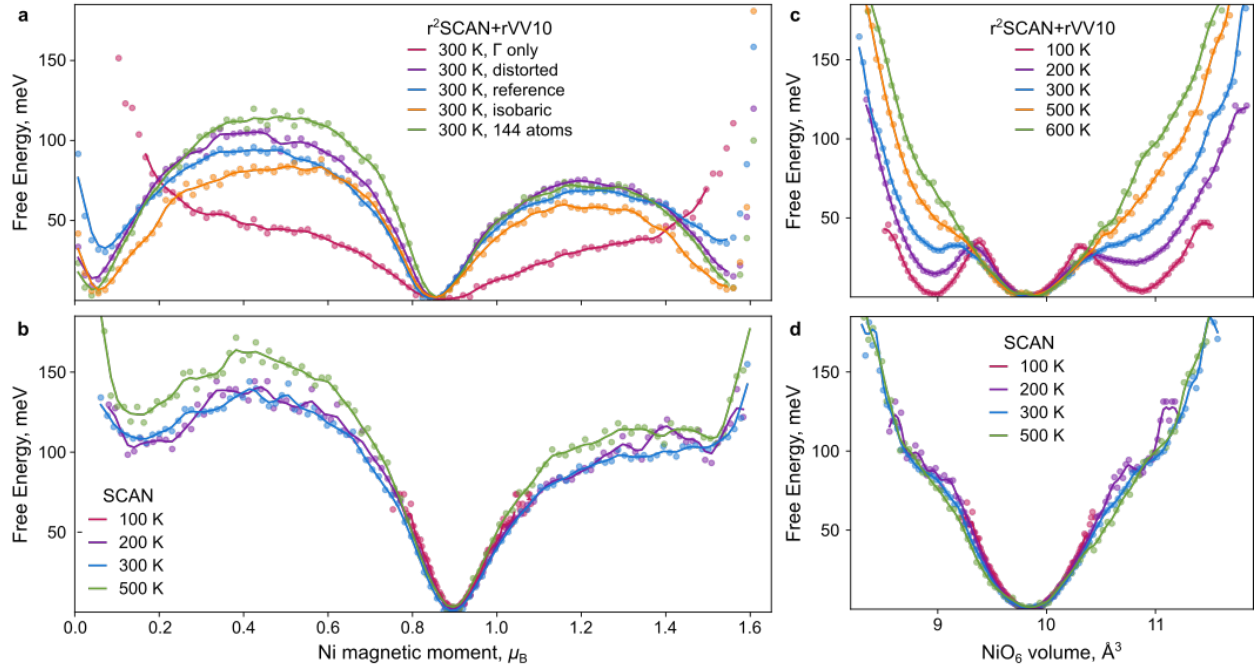 a
r²SCAN+rVV10
300 K, Γ only
300 K, distorted
300 K, reference
300 K, isobaric
300 K, 144 atoms
150
100
50
Free Energy, meV
c
r²SCAN+rVV10
100 K
200 K
300 K
500 K
600 K
150
100
50
Free Energy, meV
b
SCAN
100 K
200 K
300 K
500 K
150
100
50
Free Energy, meV
0.0 0.2 0.4 0.6 0.8 1.0 1.2 1.4 1.6
Ni magnetic moment, μB
d
SCAN
100 K
200 K
300 K
500 K
150
100
50
Free Energy, meV
9 10 11
NiO₆ volume, Å³